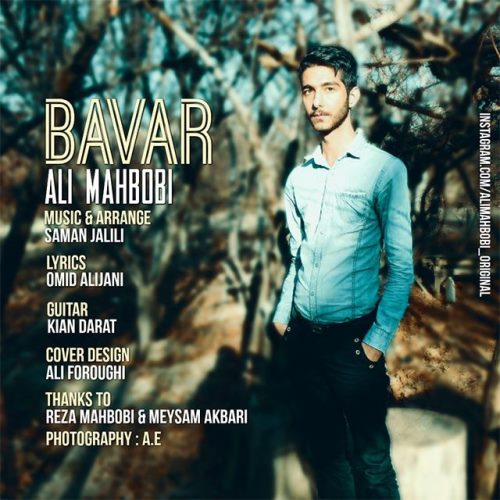 BAVAR
ALI MAHBOBI
MUSIC & ARRANGE
SAMAN JALILI
LYRICS
OMID ALIJANI
GUITAR
KIAN DARAT
COVER DESIGN
ALI FOROUGHI
THANKS TO
REZA MAHBOBI & MEYSAM AKBARI
PHOTOGRAPHY : A.E
INSTAGRAM.COM/ALIMAHBOBI_ORIGINAL